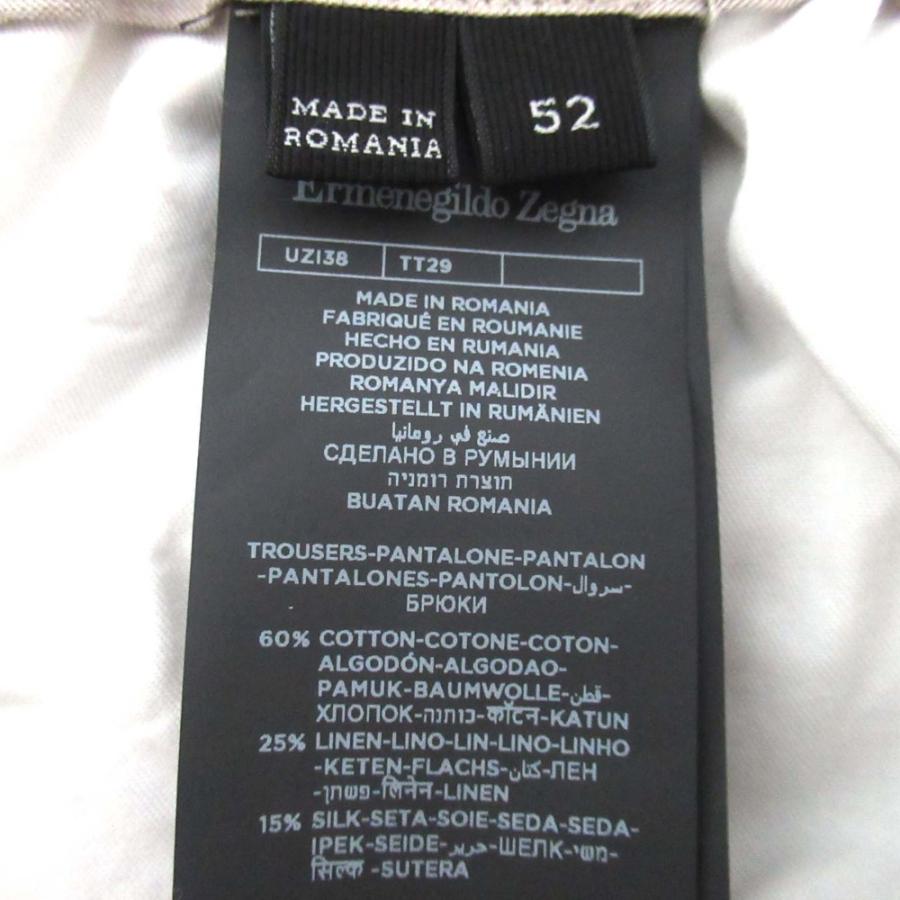 MADE IN
ROMANIA
52
Ermenegildo Zegna
UZI38 TT29
MADE IN ROMANIA
FABRIQUÉ EN ROUMANIE
HECHO EN RUMANIA
PRODUZIDO NA ROMENIA
ROMANYA MALIDIR
HERGESTELLT IN RUMÄNIEN
صنع في رومانيا
СДЕЛАНО В РУМЫНИИ
תוצרת רומניה
BUATAN ROMANIA
TROUSERS-PANTALONE-PANTALON
-PANTALONES-PANTOLON-سروال-
БРЮКИ
60% COTTON-COTONE-COTON-
ALGODÓN-ALGODAO-
PAMUK-BAUMWOLLE-قطن-
ХЛОПОК-כותנה-कॉटन-KATUN
25% LINEN-LINO-LIN-LINO-LINHO
-KETEN-FLACHS-كتان-ЛЕН
-פשתן-लिनेन-LINEN
15% SILK-SETA-SOIE-SEDA-SEDA-
IPEK-SEIDE-حرير-ШЕЛК-משי-
सिल्क-SUTERA